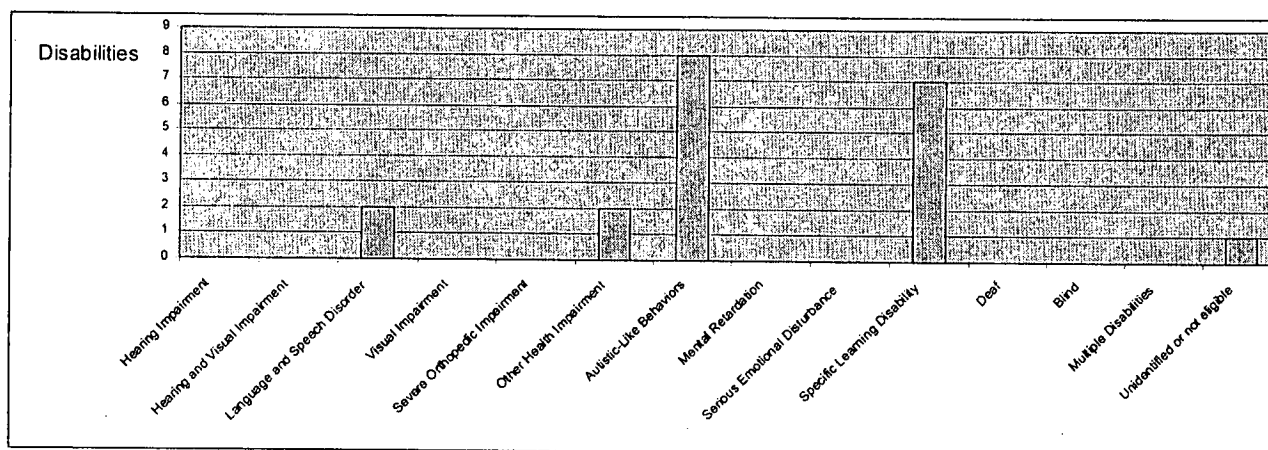 Disabilities
9
8
7
6
5
4
3
2
1
0
Hearing Impairment
Hearing and Visual Impairment
Language and Speech Disorder
Visual Impairment
Severe Orthopedic Impairment
Other Health Impairment
Autistic-Like Behaviors
Mental Retardation
Serious Emotional Disturbance
Specific Learning Disability
Deaf
Blind
Multiple Disabilities
Unidentified or not eligible